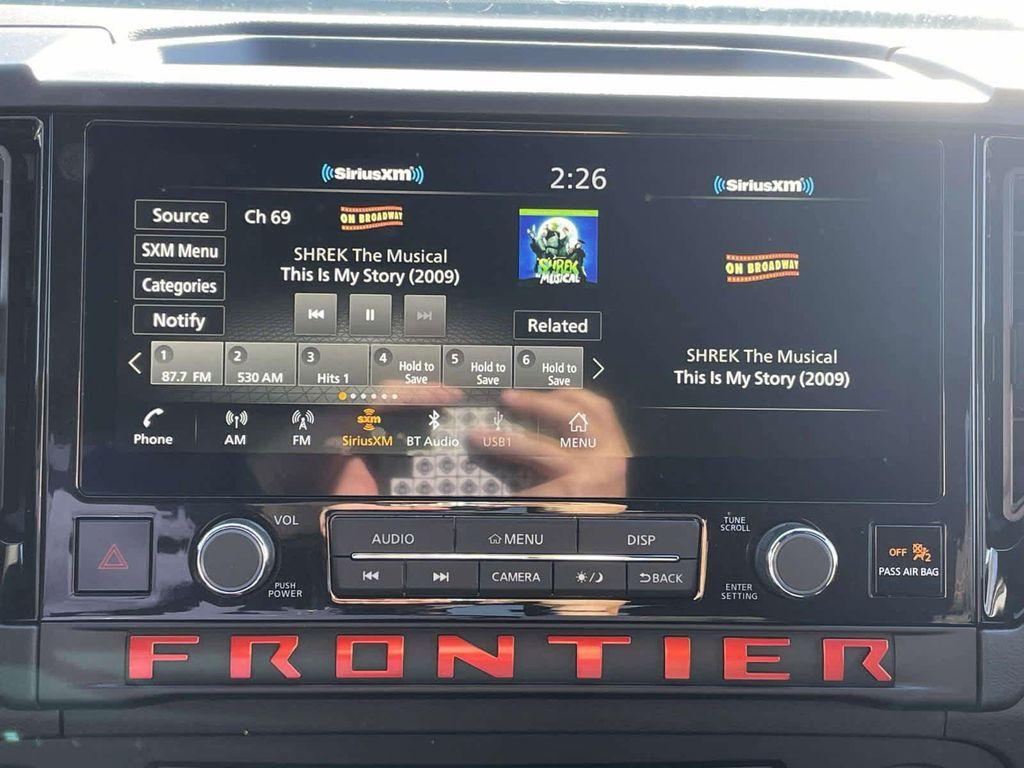 SiriusXM
2:26
SiriusXM
Source
Ch 69
ON BROADWAY
SHREK
THE MUSICAL
SXM Menu
SHREK The Musical
This Is My Story (2009)
ON BROADWAY
Categories
Notify
Related
SHREK The Musical
This Is My Story (2009)
1
87.7 FM
2
530 AM
3
Hits 1
4
Hold to
Save
5
Hold to
Save
6
Hold to
Save
Phone
AM
FM
sxm
SiriusXM
BT Audio
USB1
MENU
VOL
PUSH
POWER
AUDIO
MENU
DISP
CAMERA
BACK
TUNE
SCROLL
ENTER
SETTING
OFF
2
PASS AIR BAG
FRONTIER